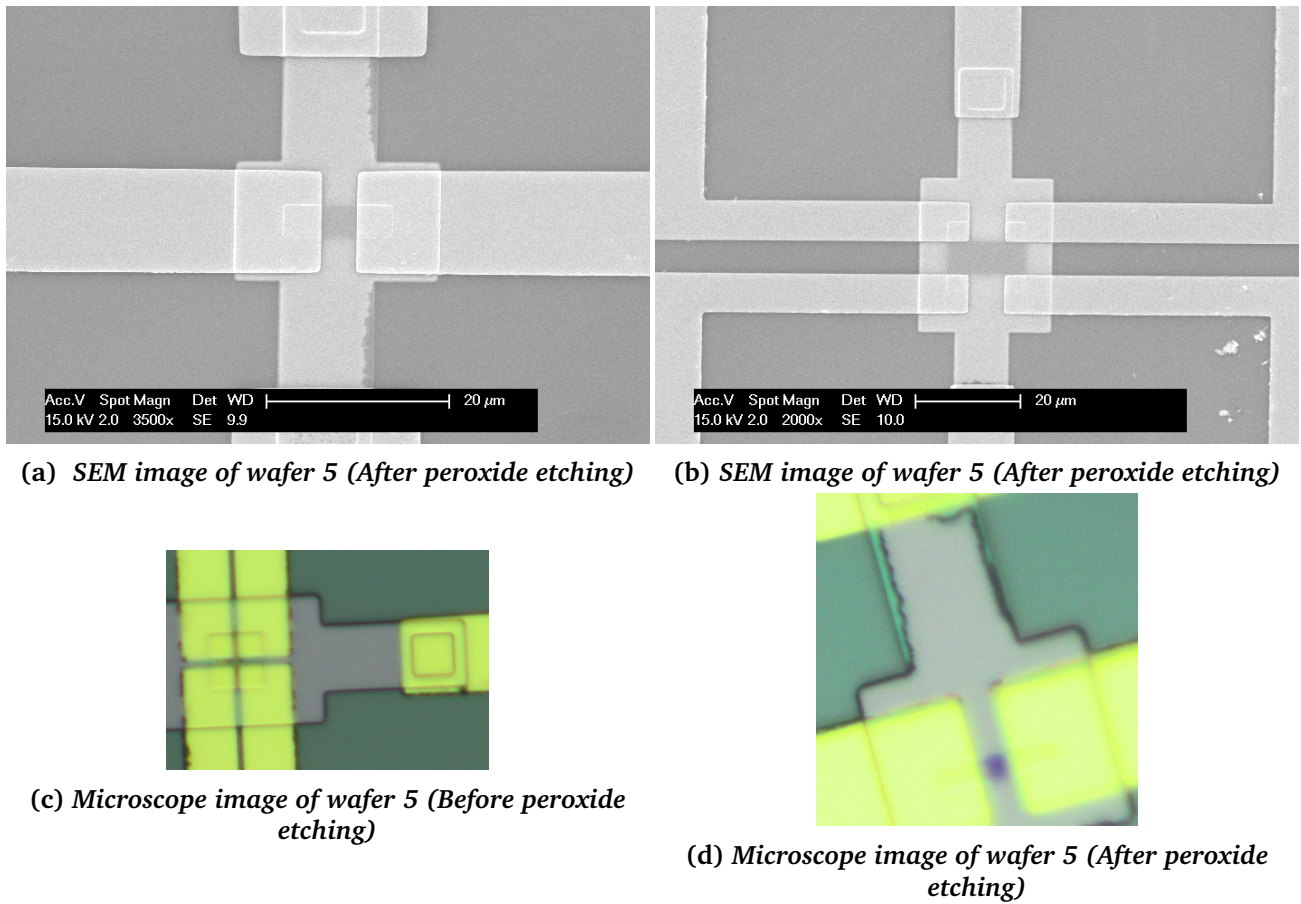 Acc.V Spot Magn Det WD 20 μm
15.0 kV 2.0 3500x SE 9.9
Acc.V Spot Magn Det WD 20 μm
15.0 kV 2.0 2000x SE 10.0
(a) SEM image of wafer 5 (After peroxide etching)
(b) SEM image of wafer 5 (After peroxide etching)
(c) Microscope image of wafer 5 (Before peroxide
etching)
(d) Microscope image of wafer 5 (After peroxide
etching)